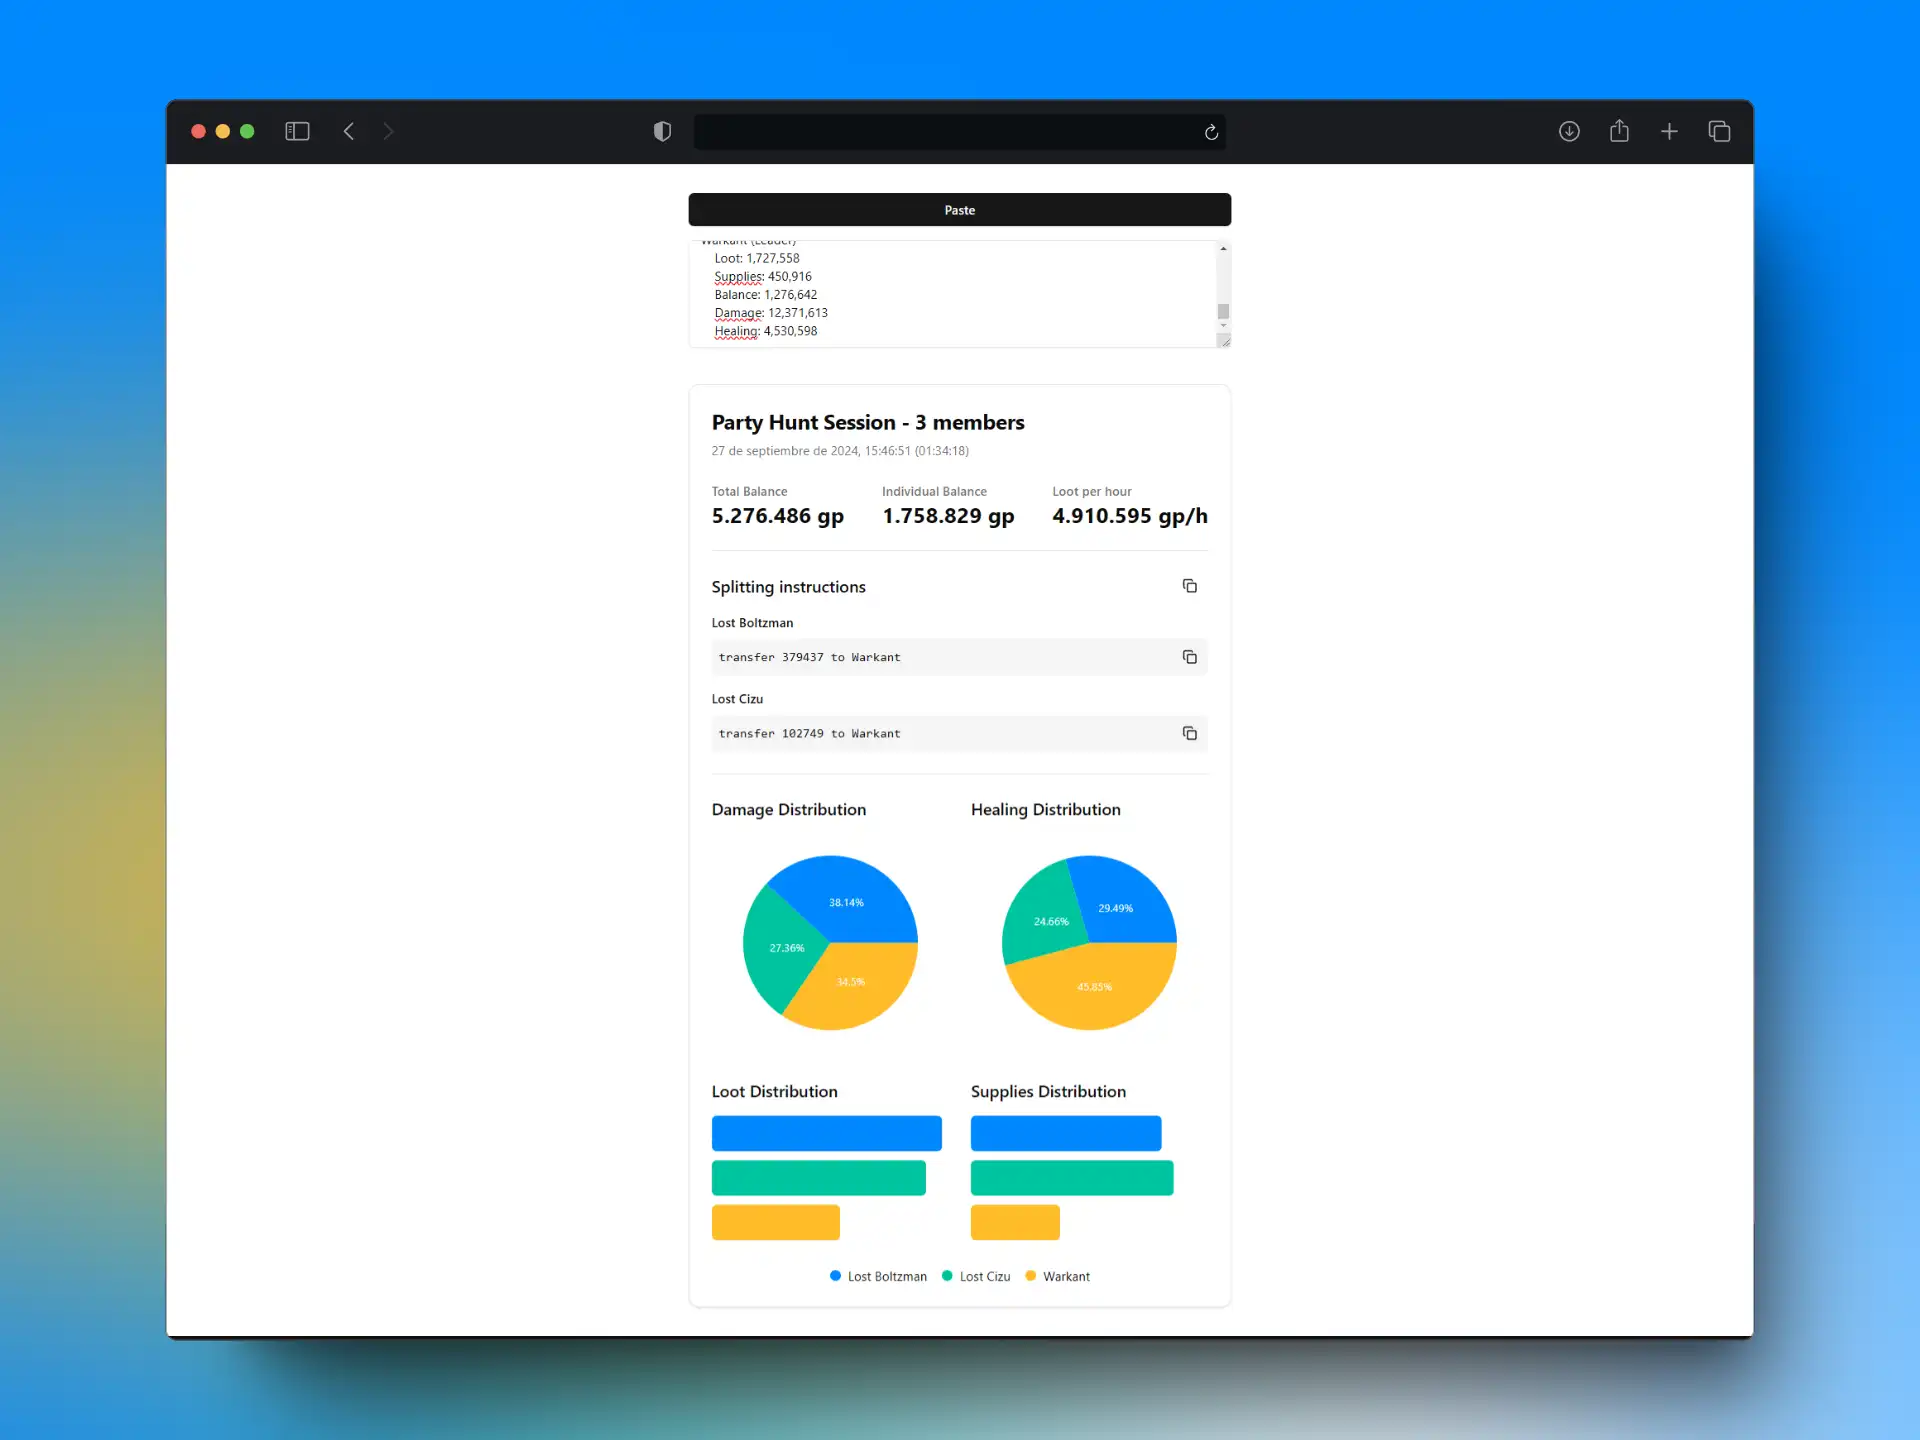 Paste
Warkant (Leader)
Loot: 1,727,558
Supplies: 450,916
Balance: 1,276,642
Damage: 12,371,613
Healing: 4,530,598
Party Hunt Session - 3 members
27 de septiembre de 2024, 15:46:51 (01:34:18)
Total Balance Individual Balance Loot per hour
5.276.486 gp 1.758.829 gp 4.910.595 gp/h
Splitting instructions
Lost Boltzman
transfer 379437 to Warkant
Lost Cizu
transfer 102749 to Warkant
Damage Distribution Healing Distribution
38.14%
27.36%
34.5%
29.49%
24.66%
45.85%
Loot Distribution Supplies Distribution
Lost Boltzman Lost Cizu Warkant